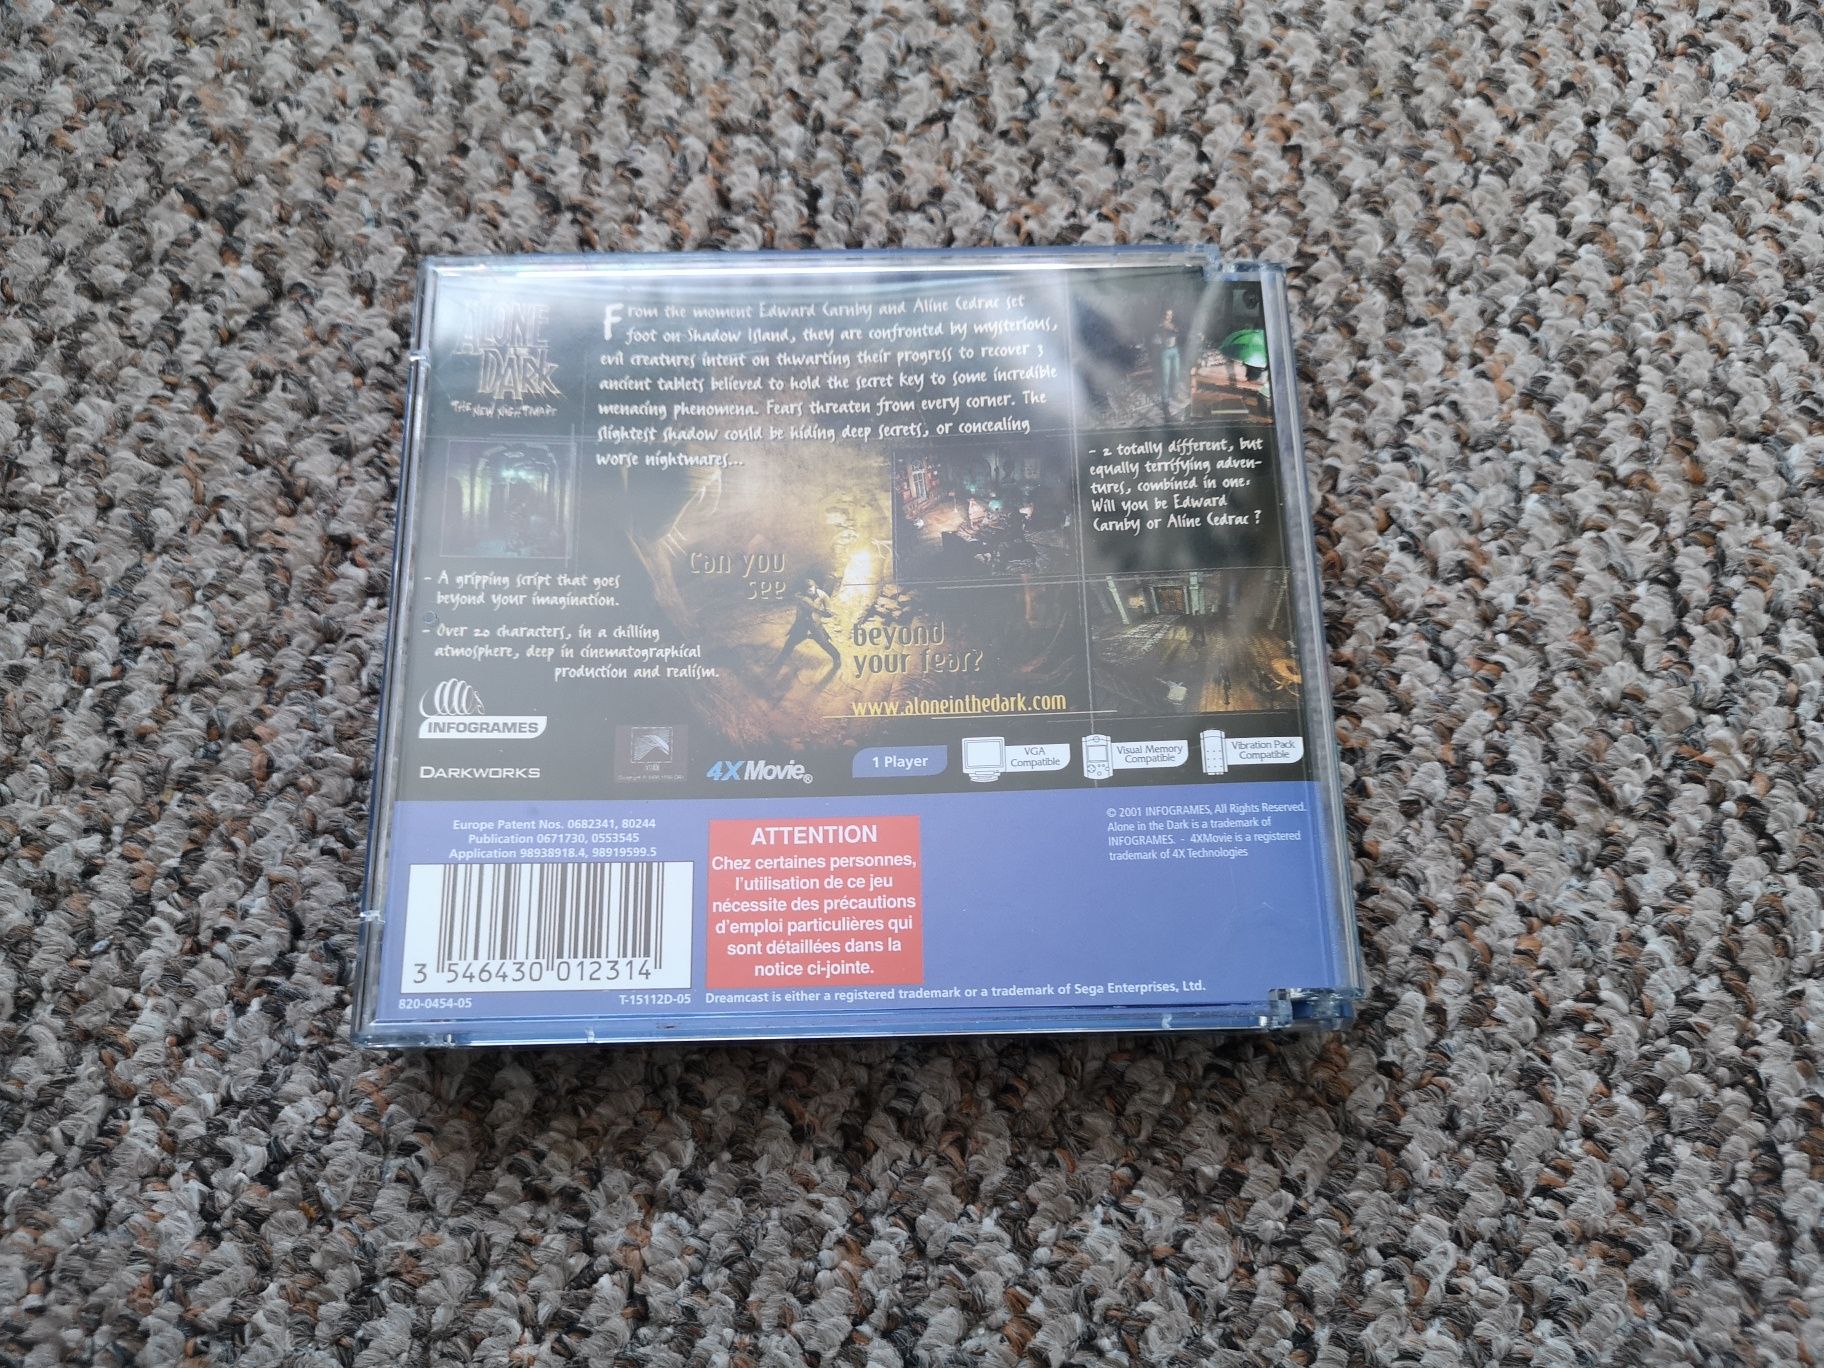 ALONE
IN THE
DARK
THE NEW NIGHTMARE
From the moment Edward Carnby and Aline Cedrac set
foot on Shadow Island, they are confronted by mysterious,
evil creatures intent on thwarting their progress to recover 3
ancient tablets believed to hold the secret key to some incredible
menacing phenomena. Fears threaten from every corner. The
slightest shadow could be hiding deep secrets, or concealing
worse nightmares...
- 2 totally different, but
equally terrifying adven-
tures, combined in one.
Will you be Edward
Carnby or Aline Cedrac ?
Can you
see
beyond
your fear?
- A gripping script that goes
beyond your imagination.
- Over 20 characters, in a chilling
atmosphere, deep in cinematographical
production and realism.
www.aloneinthedark.com
INFOGRAMES
DARKWORKS
4X Movie®
1 Player
VGA
Compatible
Visual Memory
Compatible
Vibration Pack
Compatible
Europe Patent Nos. 0682341, 80244
Publication 0671730, 0553545
Application 98938918.4, 98919599.5
3 546430 012314
820-0454-05
T-15112D-05
ATTENTION
Chez certaines personnes,
l'utilisation de ce jeu
nécessite des précautions
d'emploi particulières qui
sont détaillées dans la
notice ci-jointe.
© 2001 INFOGRAMES, All Rights Reserved.
Alone in the Dark is a trademark of
INFOGRAMES. - 4XMovie is a registered
trademark of 4X Technologies
Dreamcast is either a registered trademark or a trademark of Sega Enterprises, Ltd.